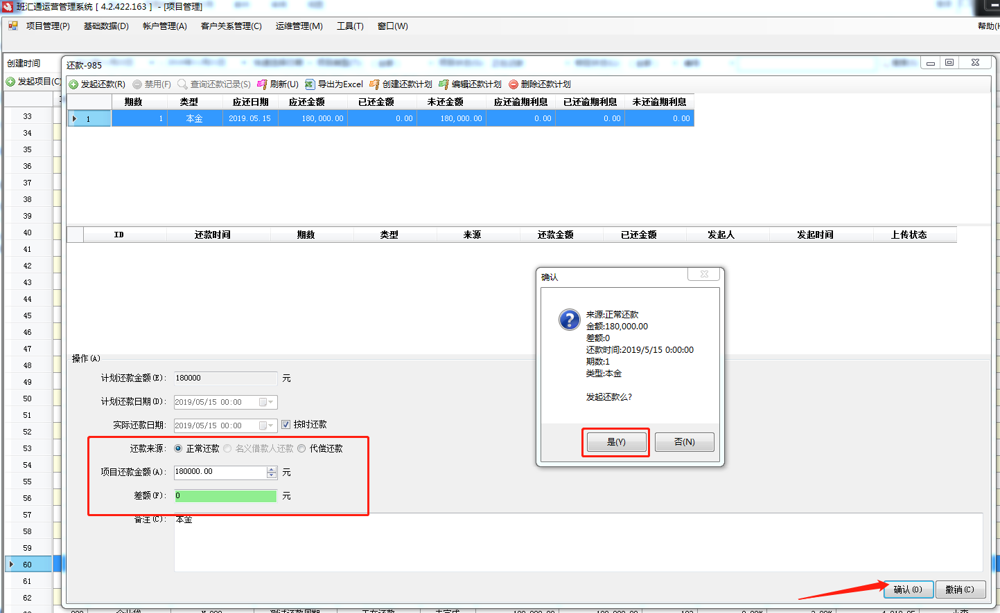 班汇通运营管理系统 [ 4.2.422.163 ] - [项目管理]
项目管理(P) 基础数据(D) 帐户管理(A) 客户关系管理(C) 运维管理(M) 工具(T) 窗口(W) 帮助(H
创建时间
还款-985
发起项目(C
发起还款(R) 禁用(F) 查询还款记录(S) 刷新(U) 导出为Excel 创建还款计划 编辑还款计划 删除还款计划
期数 类型 应还日期 应还金额 已还金额 未还金额 应还逾期利息 已还逾期利息 未还逾期利息
1 1 本金 2019.05.15 180,000.00 0.00 180,000.00 0.00 0.00 0.00
33
34
35
36
37
38
39
40
41
42
43
44
45
46
47
48
49
50
51
52
53
54
55
56
57
58
59
60
61
62
ID 还款时间 期数 类型 来源 还款金额 已还金额 发起人 发起时间 上传状态
确认
来源:正常还款
金额:180,000.00
差额:0
还款时间:2019/5/15 0:00:00
期数:1
类型:本金
发起还款么?
是(Y) 否(N)
操作(A)
计划还款金额(E): 180000 元
计划还款日期(D): 2019/05/15 00:00
实际还款日期: 2019/05/15 00:00 按时还款
还款来源: 正常还款 名义借款人还款 代偿还款
项目还款金额(A): 180000.00 元
差额(F): 0 元
备注(C): 本金
确认(O) 撤销(C)